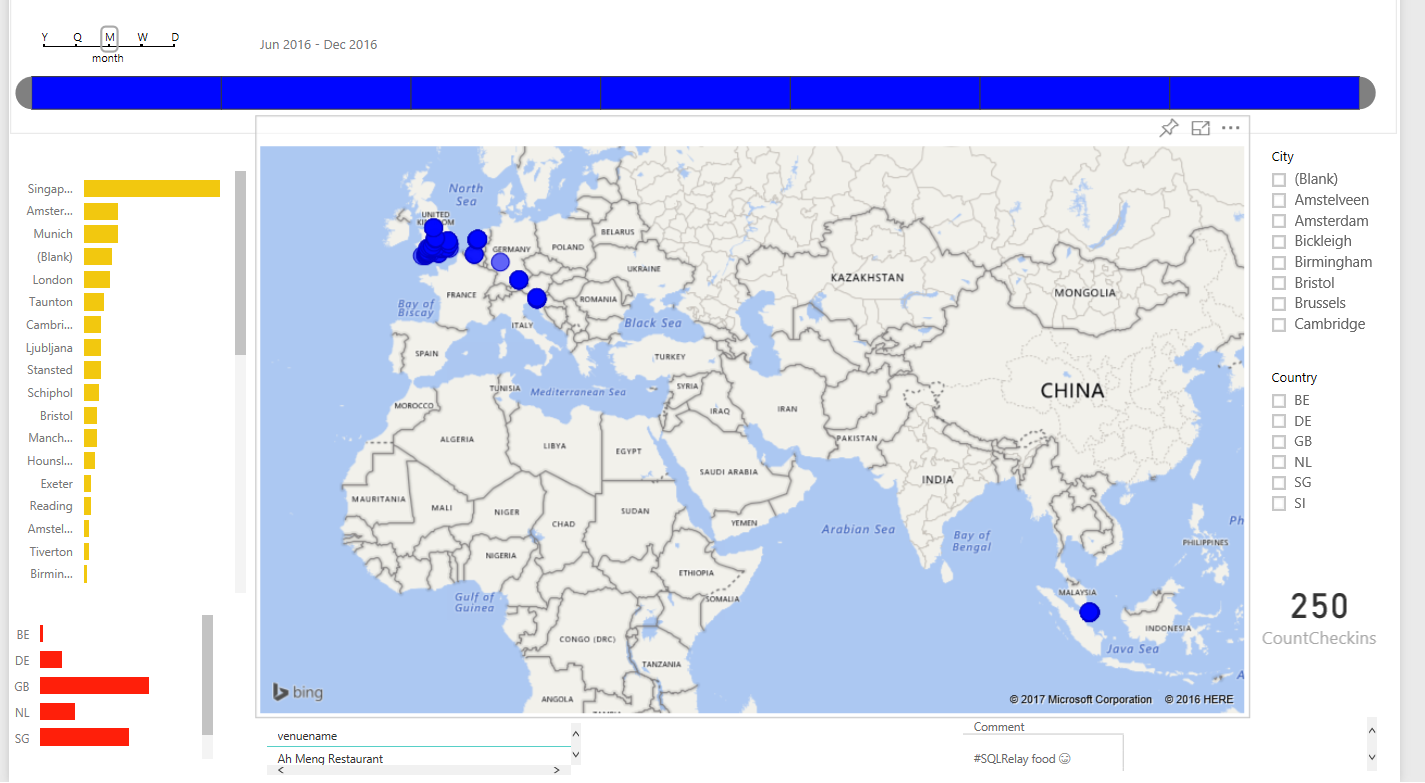 Y Q M W D
month
Jun 2016 - Dec 2016
Singap...
Amster...
Munich
(Blank)
London
Taunton
Cambri...
Ljubljana
Stansted
Schiphol
Bristol
Manch...
Hounsl...
Exeter
Reading
Amstel...
Tiverton
Birmin...
BE
DE
GB
NL
SG
North
Sea
UNITED
BELARUS
GERMANY
POLAND
UKRAINE
KAZAKHSTAN
MONGOLIA
FRANCE
ROMANIA
Bay of
Biscay
ITALY
Black Sea
SPAIN
TURKEY
CHINA
TUNISIA
Mediterranean Sea
SYRIA
MOROCCO
IRAQ
IRAN
ALGERIA
LIBYA
EGYPT
PAKISTAN
SAUDI ARABIA
INDIA
MAURITANIA
MALI
NIGER
CHAD
SUDAN
YEMEN
Arabian Sea
Bay of
Bengal
Ph
PHILIPPINES
NIGERIA
ETHIOPIA
SOMALIA
Gulf of
Guinea
MALAYSIA
INDONESIA
CONGO (DRC)
Java Sea
TANZANIA
ANGOLA
bing
© 2017 Microsoft Corporation © 2016 HERE
City
(Blank)
Amstelveen
Amsterdam
Bickleigh
Birmingham
Bristol
Brussels
Cambridge
Country
BE
DE
GB
NL
SG
SI
250
CountCheckins
venuename
Ah Meng Restaurant
Comment
#SQLRelay food ☺